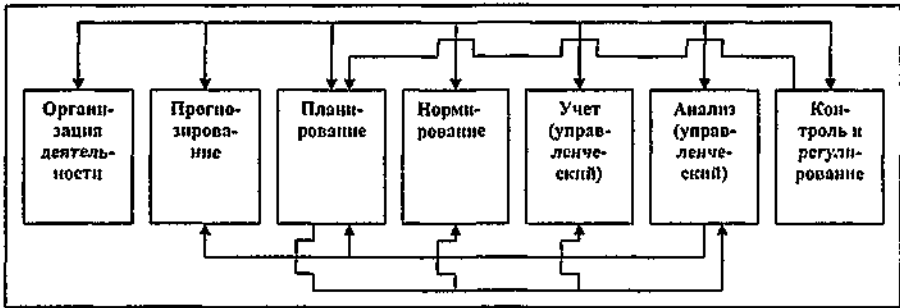 Органи-
зация
деятель-
ности
Прогно-
зирова-
ние
Плани-
рование
Норми-
рование
Учет
(управ-
ленче-
ский)
Анализ
(управ-
ленче-
ский)
Кон-
троль и
регули-
рование